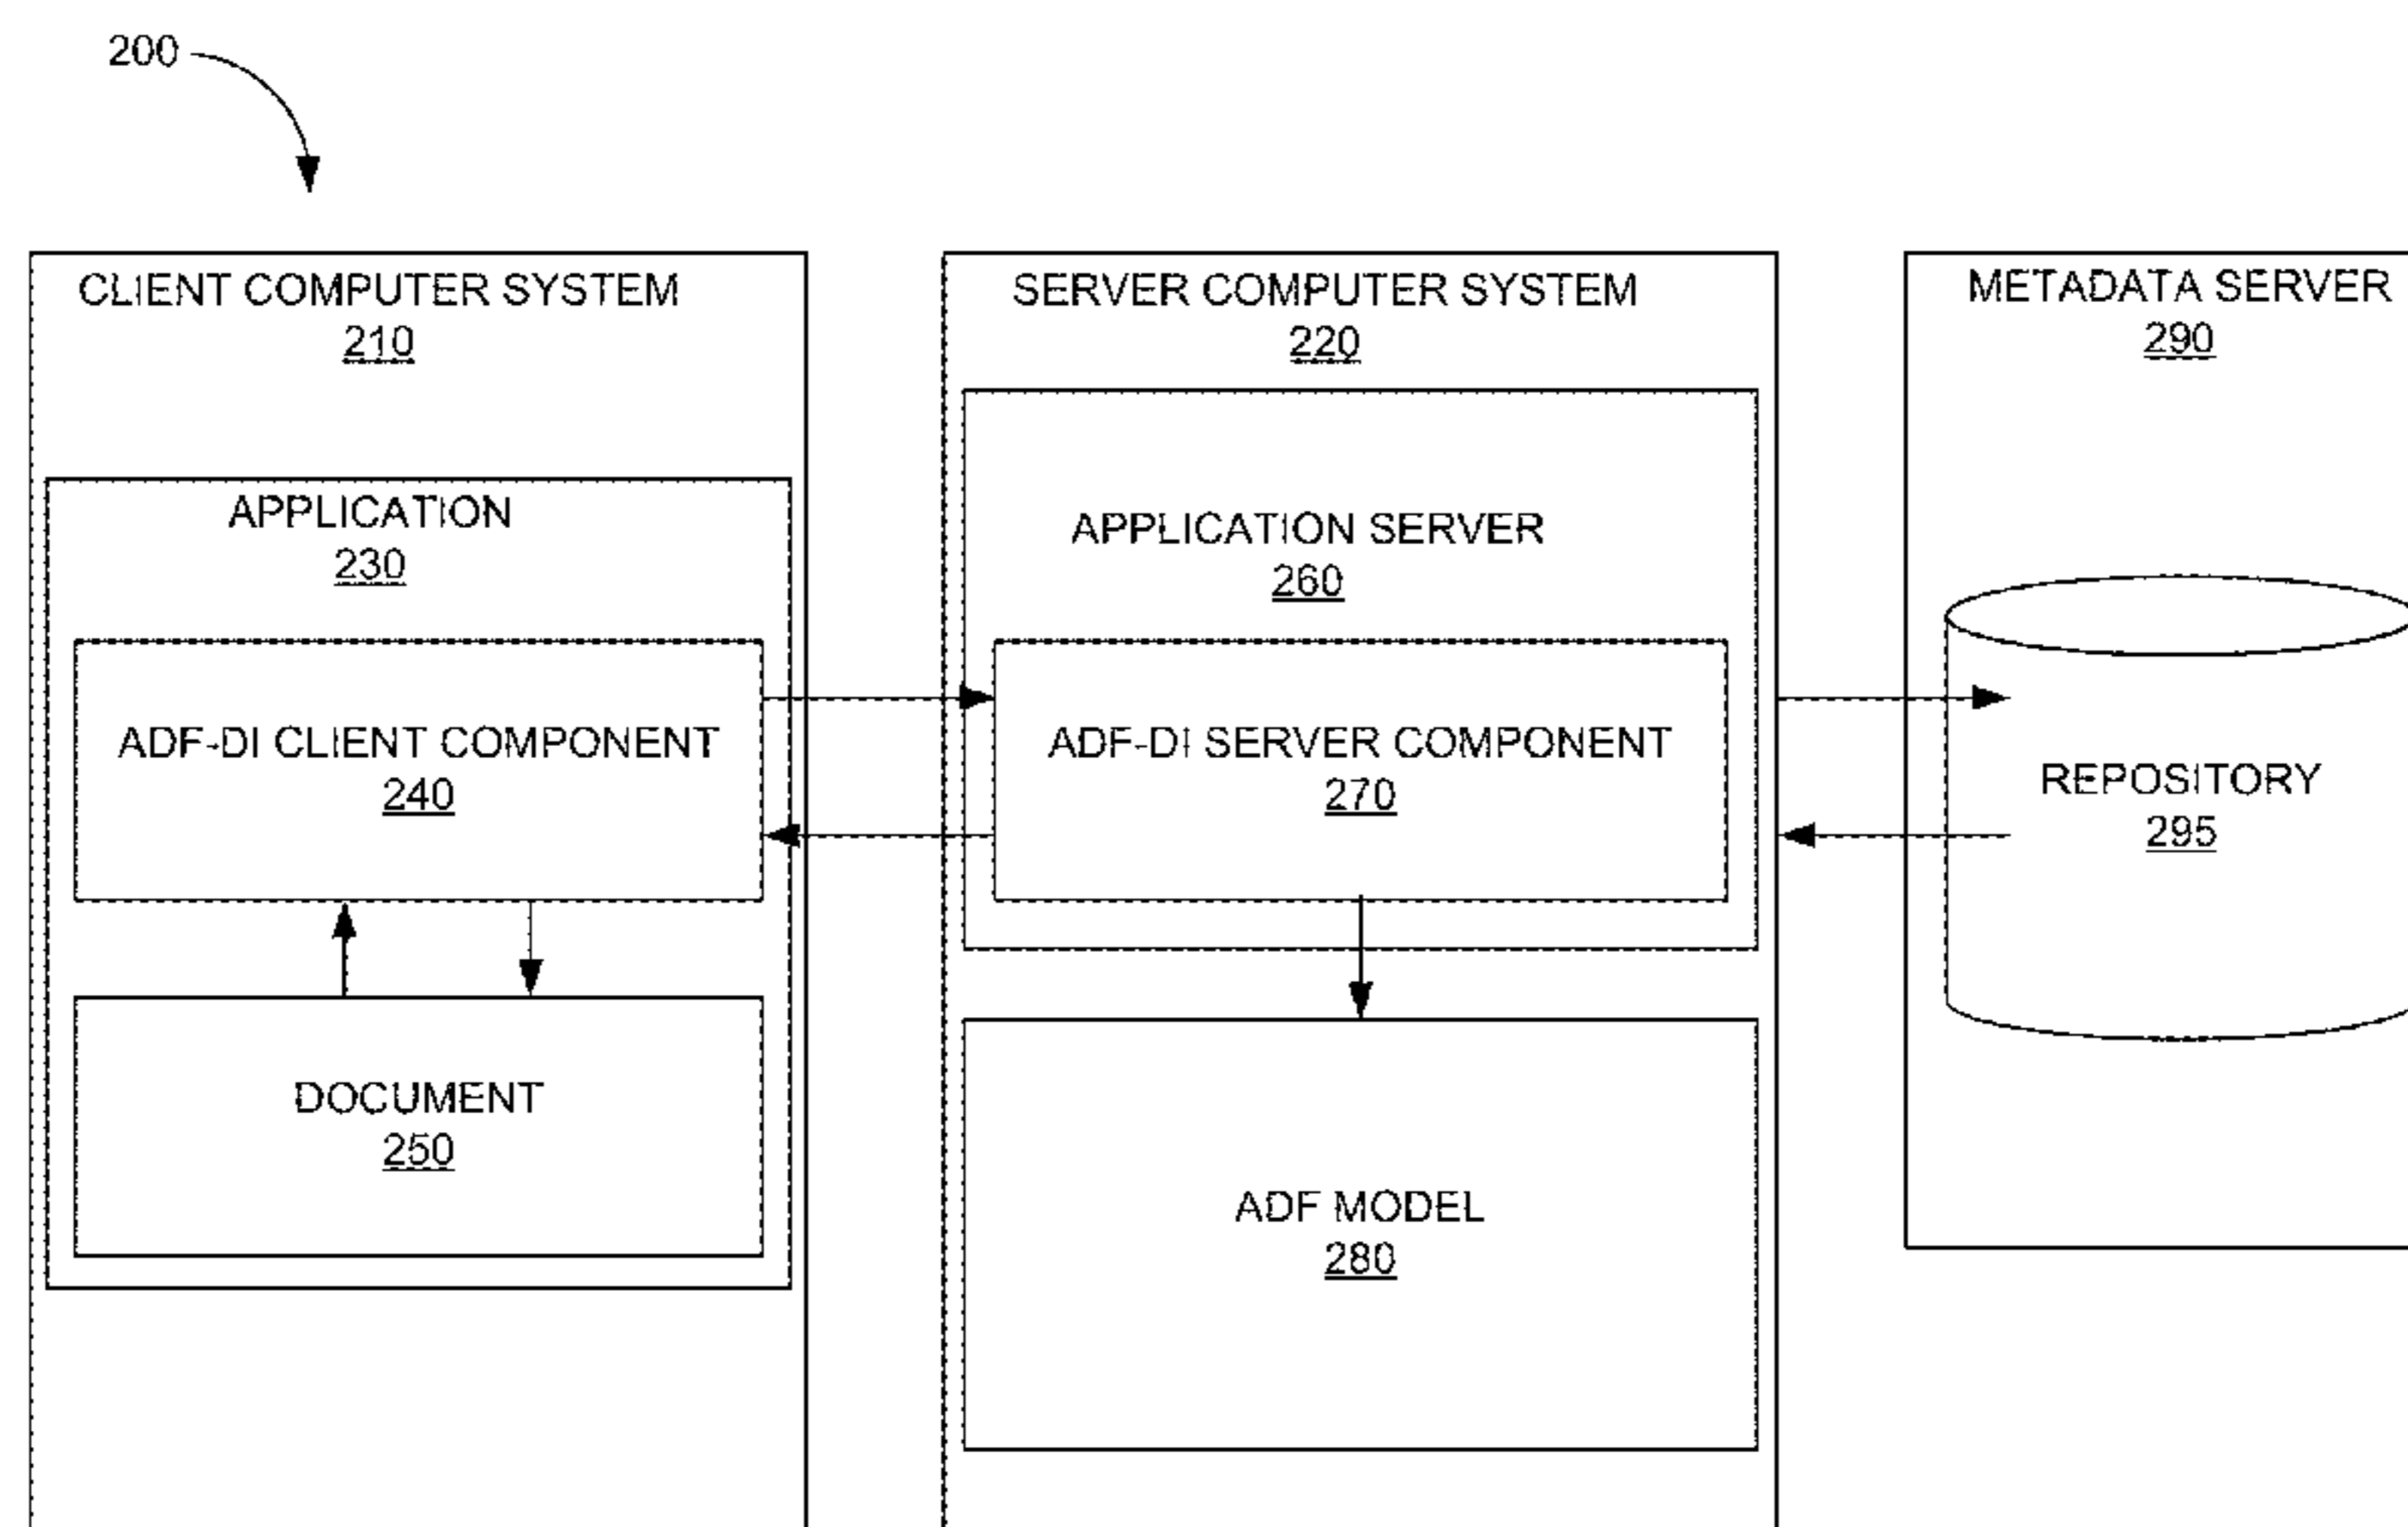 200
CLIENT COMPUTER SYSTEM
210
SERVER COMPUTER SYSTEM
220
METADATA SERVER
290
APPLICATION
230
APPLICATION SERVER
260
ADF-DI CLIENT COMPONENT
240
ADF-DI SERVER COMPONENT
270
REPOSITORY
295
DOCUMENT
250
ADF MODEL
280